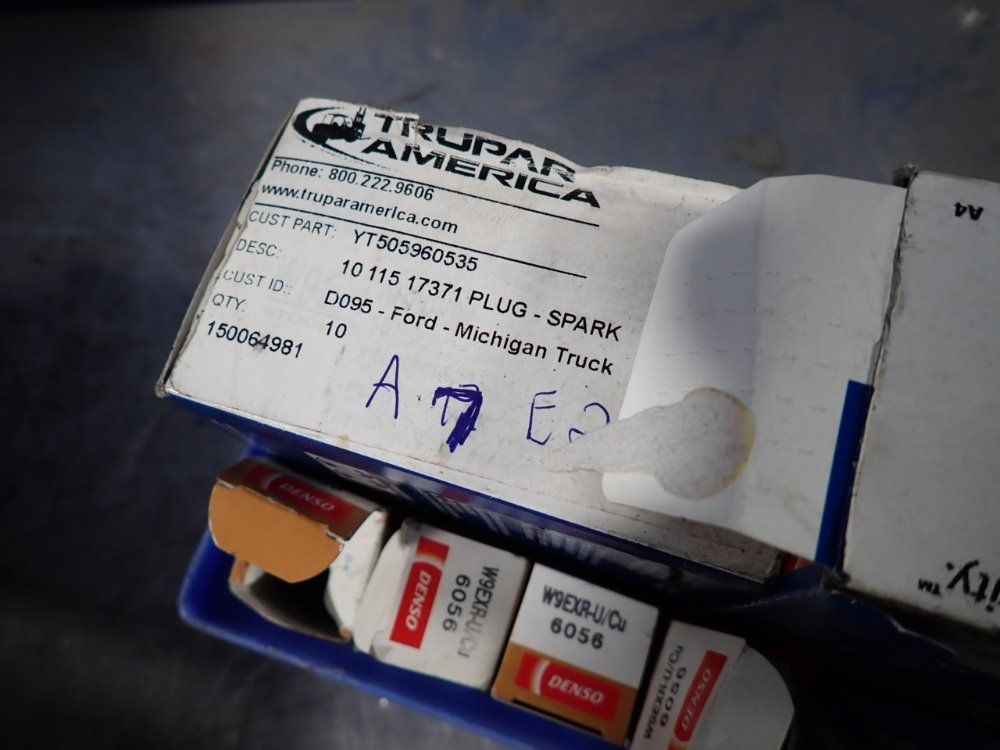 TRUPAR
AMERICA
Phone: 800.222.9606
www.truparamerica.com
CUST PART: YT505960535
DESC: 10 115 17371 PLUG - SPARK
CUST ID:: D095 - Ford - Michigan Truck
QTY: 10
150064981
A 7 E2
A4
ity.™
DENSO
W9EXR-U/Cu
6056
DENSO
W9EXR-U/Cu
6056
DENSO
W9EXR-U/Cu
6056
DENSO